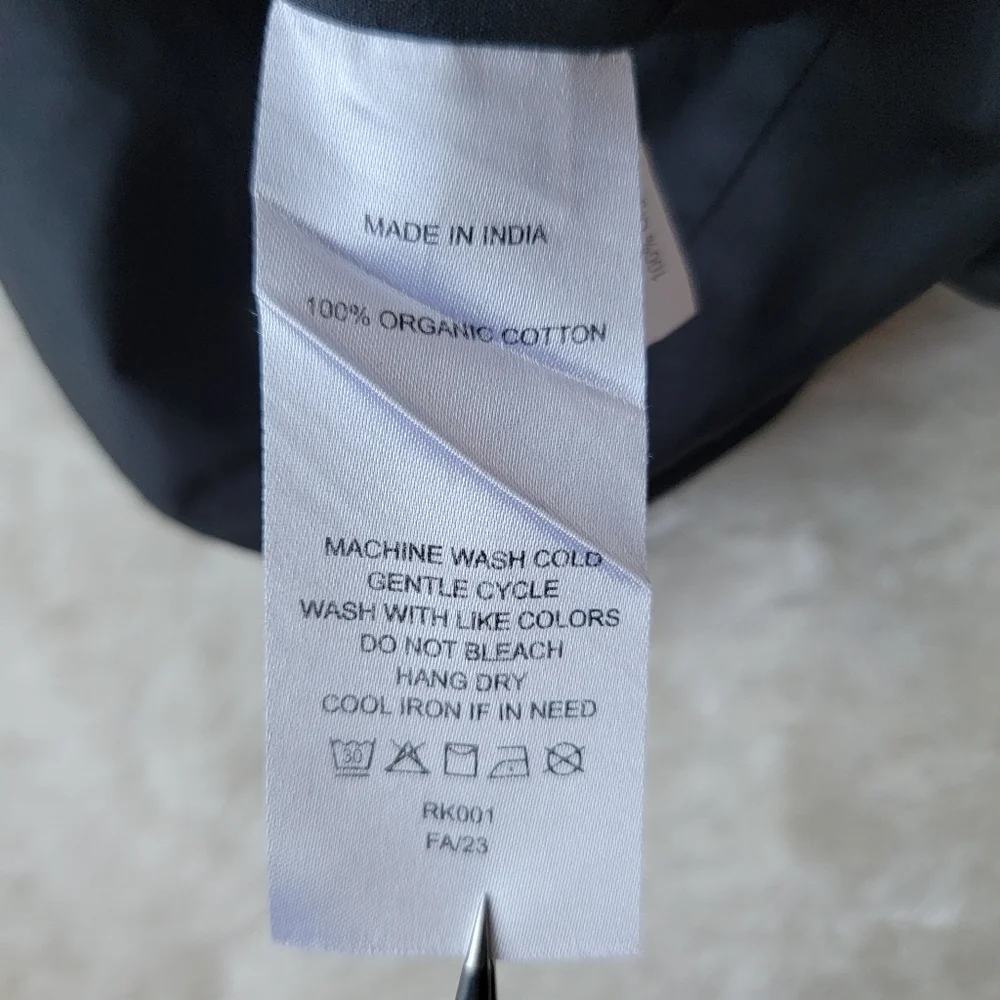 MADE IN INDIA
100% ORGANIC COTTON
MACHINE WASH COLD
GENTLE CYCLE
WASH WITH LIKE COLORS
DO NOT BLEACH
HANG DRY
COOL IRON IF IN NEED
30
RK001
FA/23
100%